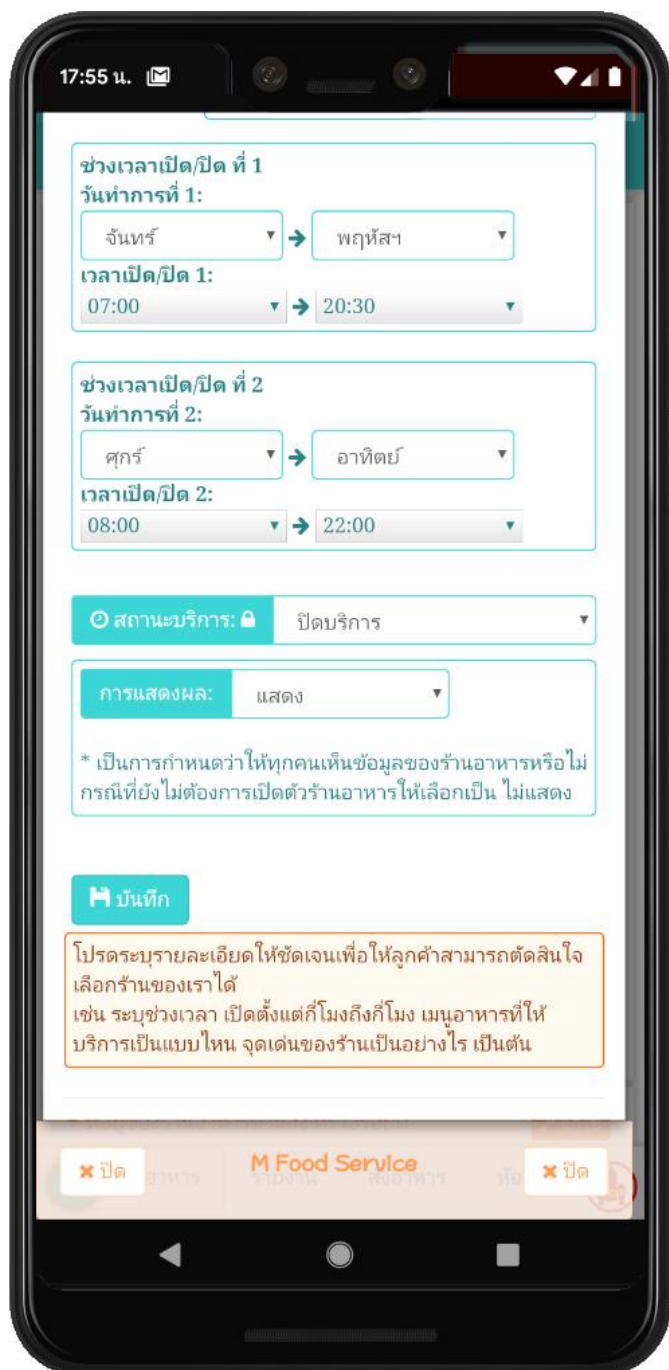 17:55 น.
ช่วงเวลาเปิด/ปิด ที่ 1
วันทำการที่ 1:
จันทร์ ➔ พฤหัสฯ
เวลาเปิด/ปิด 1:
07:00 ➔ 20:30
ช่วงเวลาเปิด/ปิด ที่ 2
วันทำการที่ 2:
ศุกร์ ➔ อาทิตย์
เวลาเปิด/ปิด 2:
08:00 ➔ 22:00
สถานะบริการ: ปิดบริการ
การแสดงผล: แสดง
* เป็นการกำหนดว่าให้ทุกคนเห็นข้อมูลของร้านอาหารหรือไม่
กรณีที่ยังไม่ต้องการเปิดตัวร้านอาหารให้เลือกเป็น ไม่แสดง
บันทึก
โปรดระบุรายละเอียดให้ชัดเจนเพื่อให้ลูกค้าสามารถตัดสินใจ
เลือกร้านของเราได้
เช่น ระบุช่วงเวลา เปิดตั้งแต่กี่โมงถึงกี่โมง เมนูอาหารที่ให้
บริการเป็นแบบไหน จุดเด่นของร้านเป็นอย่างไร เป็นต้น
ปิด M Food Service ปิด
อาหาร รายงาน สั่งอาหาร